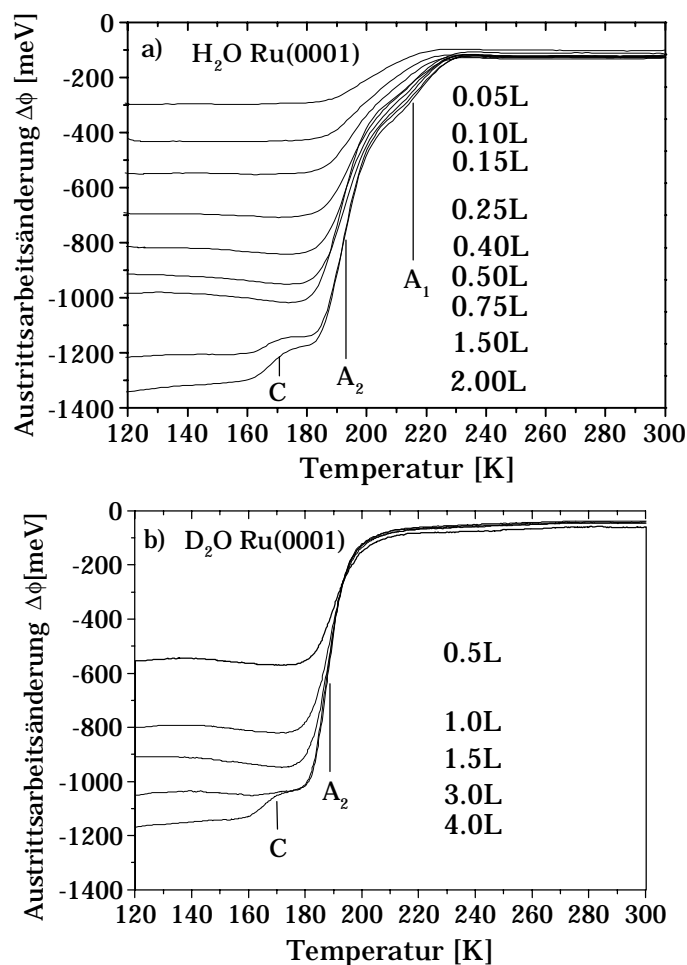 a) H₂O Ru(0001)
Austrittsarbeitsänderung Δϕ [meV]
0
-200
-400
-600
-800
-1000
-1200
-1400
0.05L
0.10L
0.15L
0.25L
0.40L
0.50L
0.75L
1.50L
2.00L
A₁
A₂
C
120 140 160 180 200 220 240 260 280 300
Temperatur [K]
b) D₂O Ru(0001)
Austrittsarbeitsänderung Δϕ[meV]
0
-200
-400
-600
-800
-1000
-1200
-1400
0.5L
1.0L
1.5L
3.0L
4.0L
A₂
C
120 140 160 180 200 220 240 260 280 300
Temperatur [K]